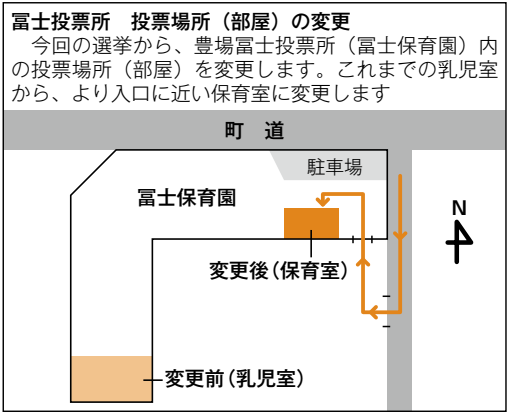 冨士投票所　投票場所（部屋）の変更
　今回の選挙から、豊場冨士投票所（冨士保育園）内
の投票場所（部屋）を変更します。これまでの乳児室
から、より入口に近い保育室に変更します
町　道
駐車場
冨士保育園
N
変更後（保育室）
変更前（乳児室）